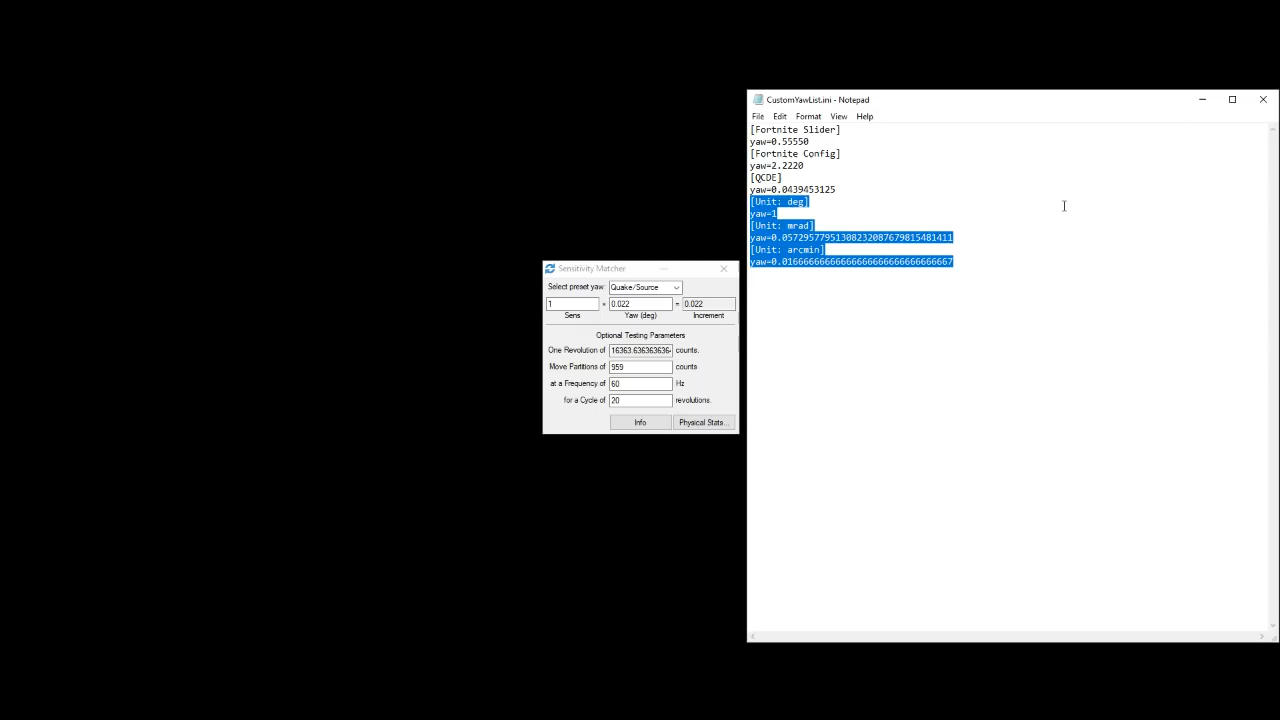 CustomYawList.ini - Notepad
File Edit Format View Help
[Fortnite Slider]
yaw=0.55550
[Fortnite Config]
yaw=2.2220
[QCDE]
yaw=0.0439453125
[Unit: deg]
yaw=1
[Unit: mrad]
yaw=0.05729577951308232087679815481411
[Unit: arcmin]
yaw=0.01666666666666666666666666666667
Sensitivity Matcher
Select preset yaw: Quake/Source
1 × 0.022 = 0.022
Sens Yaw (deg) Increment
Optional Testing Parameters
One Revolution of 16363.636363636 counts.
Move Partitions of 959 counts
at a Frequency of 60 Hz
for a Cycle of 20 revolutions.
Info Physical Stats...